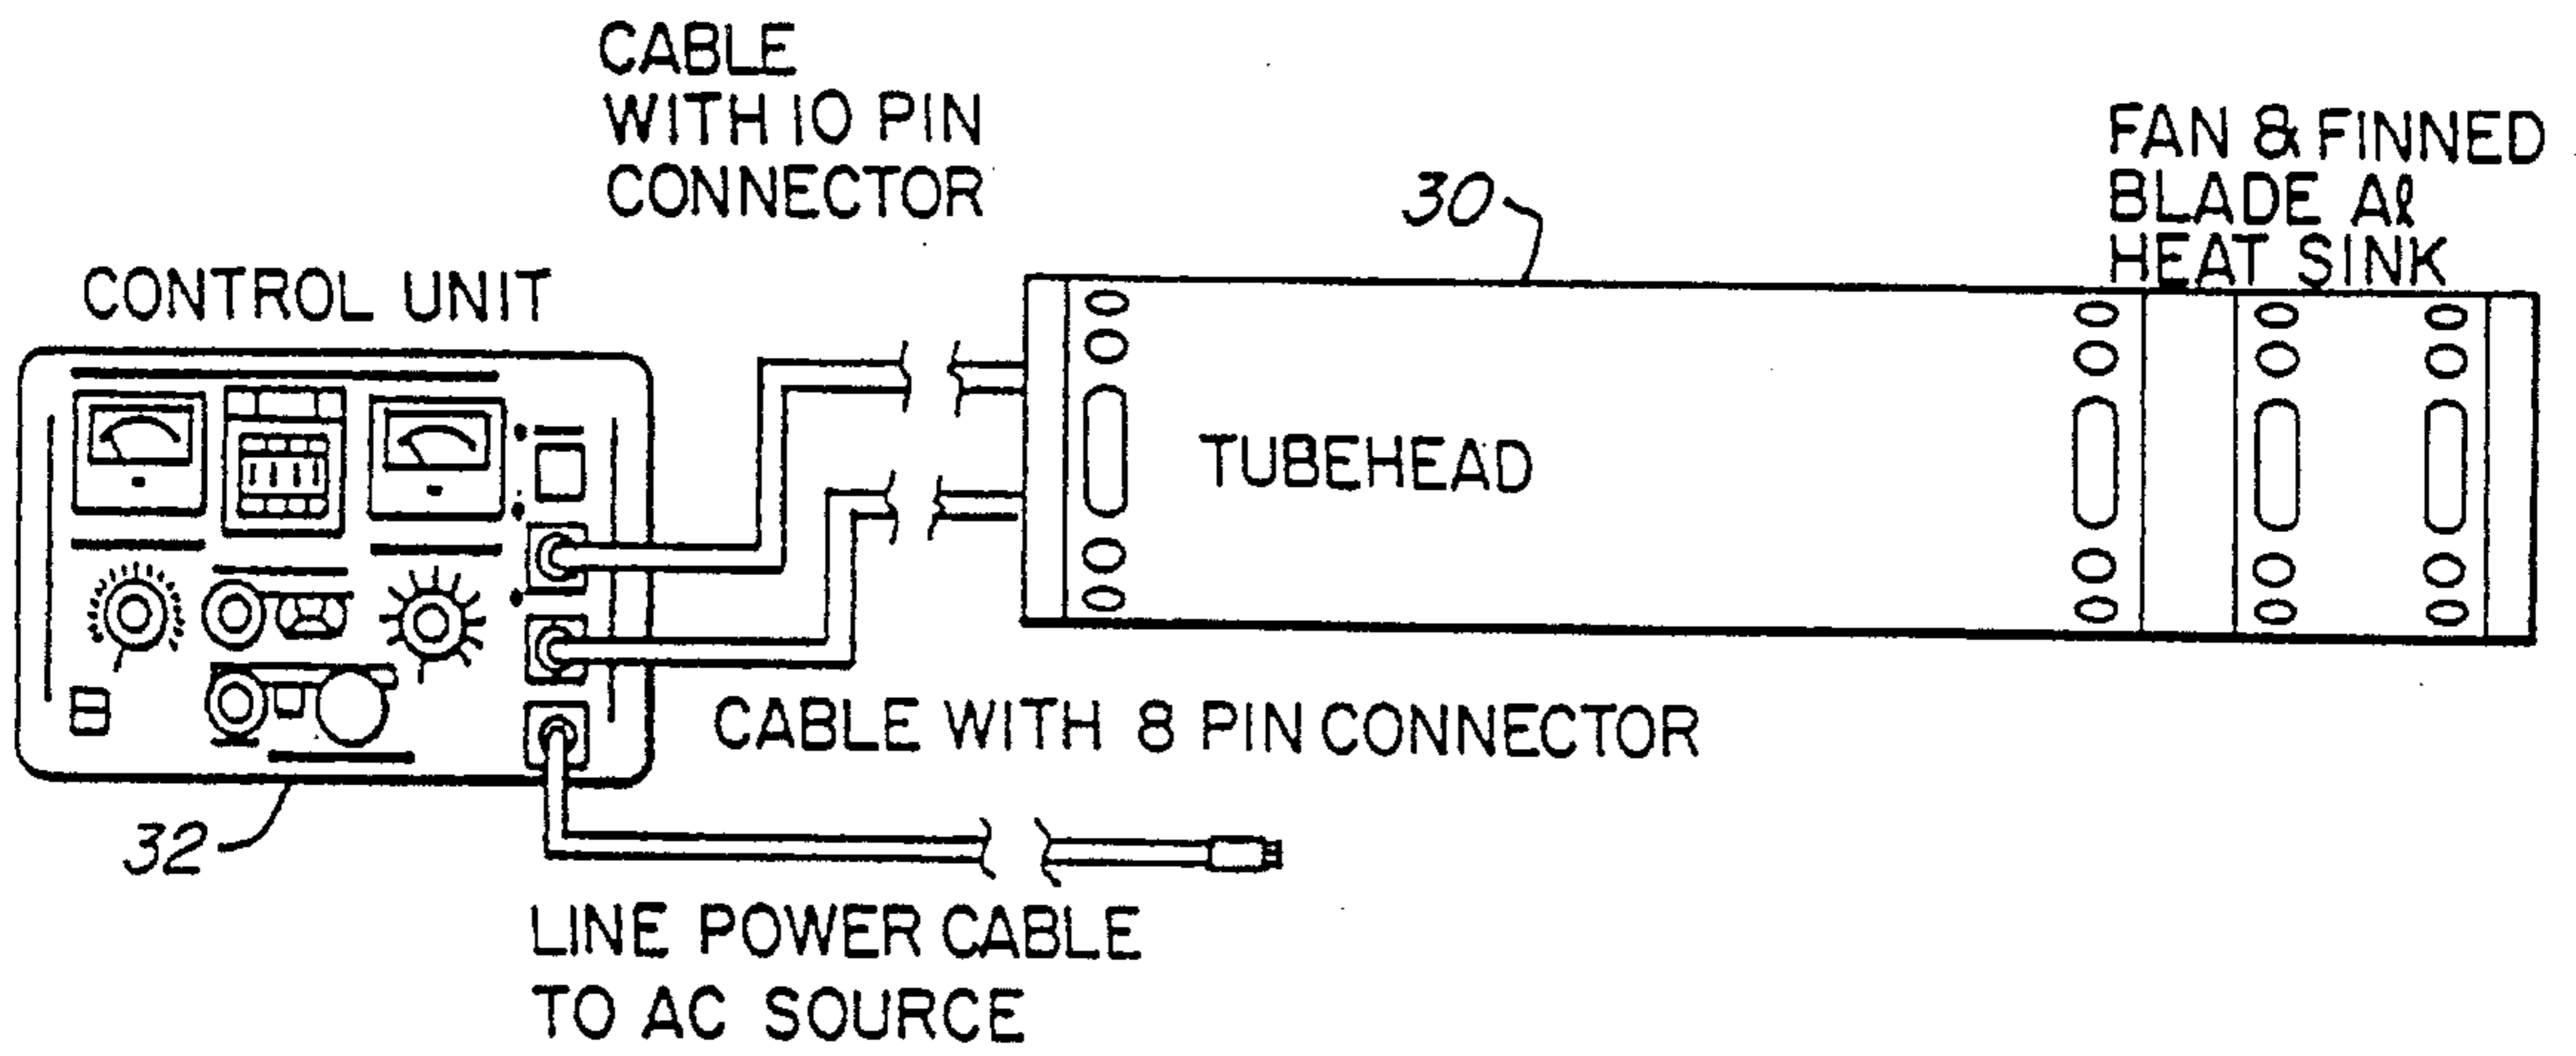 CABLE
WITH 10 PIN
CONNECTOR
FAN & FINNED
BLADE Al
HEAT SINK
30
CONTROL UNIT
TUBEHEAD
CABLE WITH 8 PIN CONNECTOR
32
LINE POWER CABLE
TO AC SOURCE